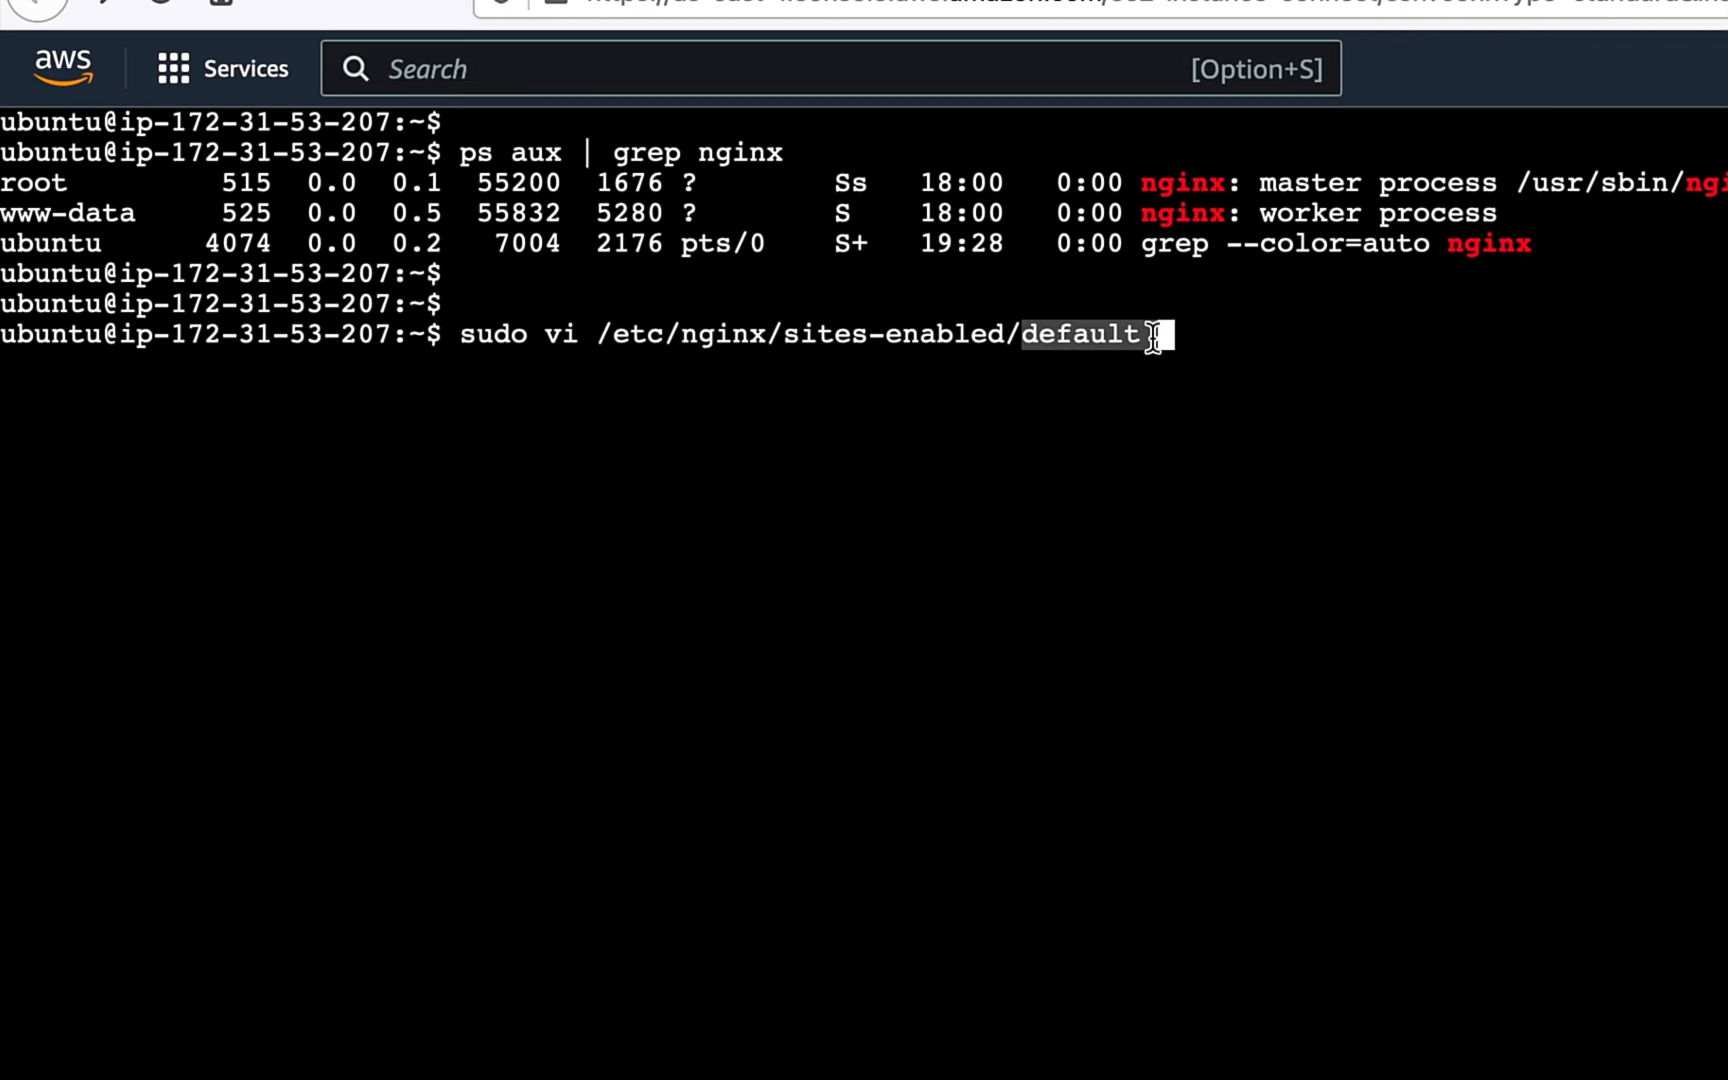 aws Services Search [Option+S]
ubuntu@ip-172-31-53-207:~$
ubuntu@ip-172-31-53-207:~$ ps aux | grep nginx
root 515 0.0 0.1 55200 1676 ? Ss 18:00 0:00 nginx: master process /usr/sbin/ngi
www-data 525 0.0 0.5 55832 5280 ? S 18:00 0:00 nginx: worker process
ubuntu 4074 0.0 0.2 7004 2176 pts/0 S+ 19:28 0:00 grep --color=auto nginx
ubuntu@ip-172-31-53-207:~$
ubuntu@ip-172-31-53-207:~$
ubuntu@ip-172-31-53-207:~$ sudo vi /etc/nginx/sites-enabled/default